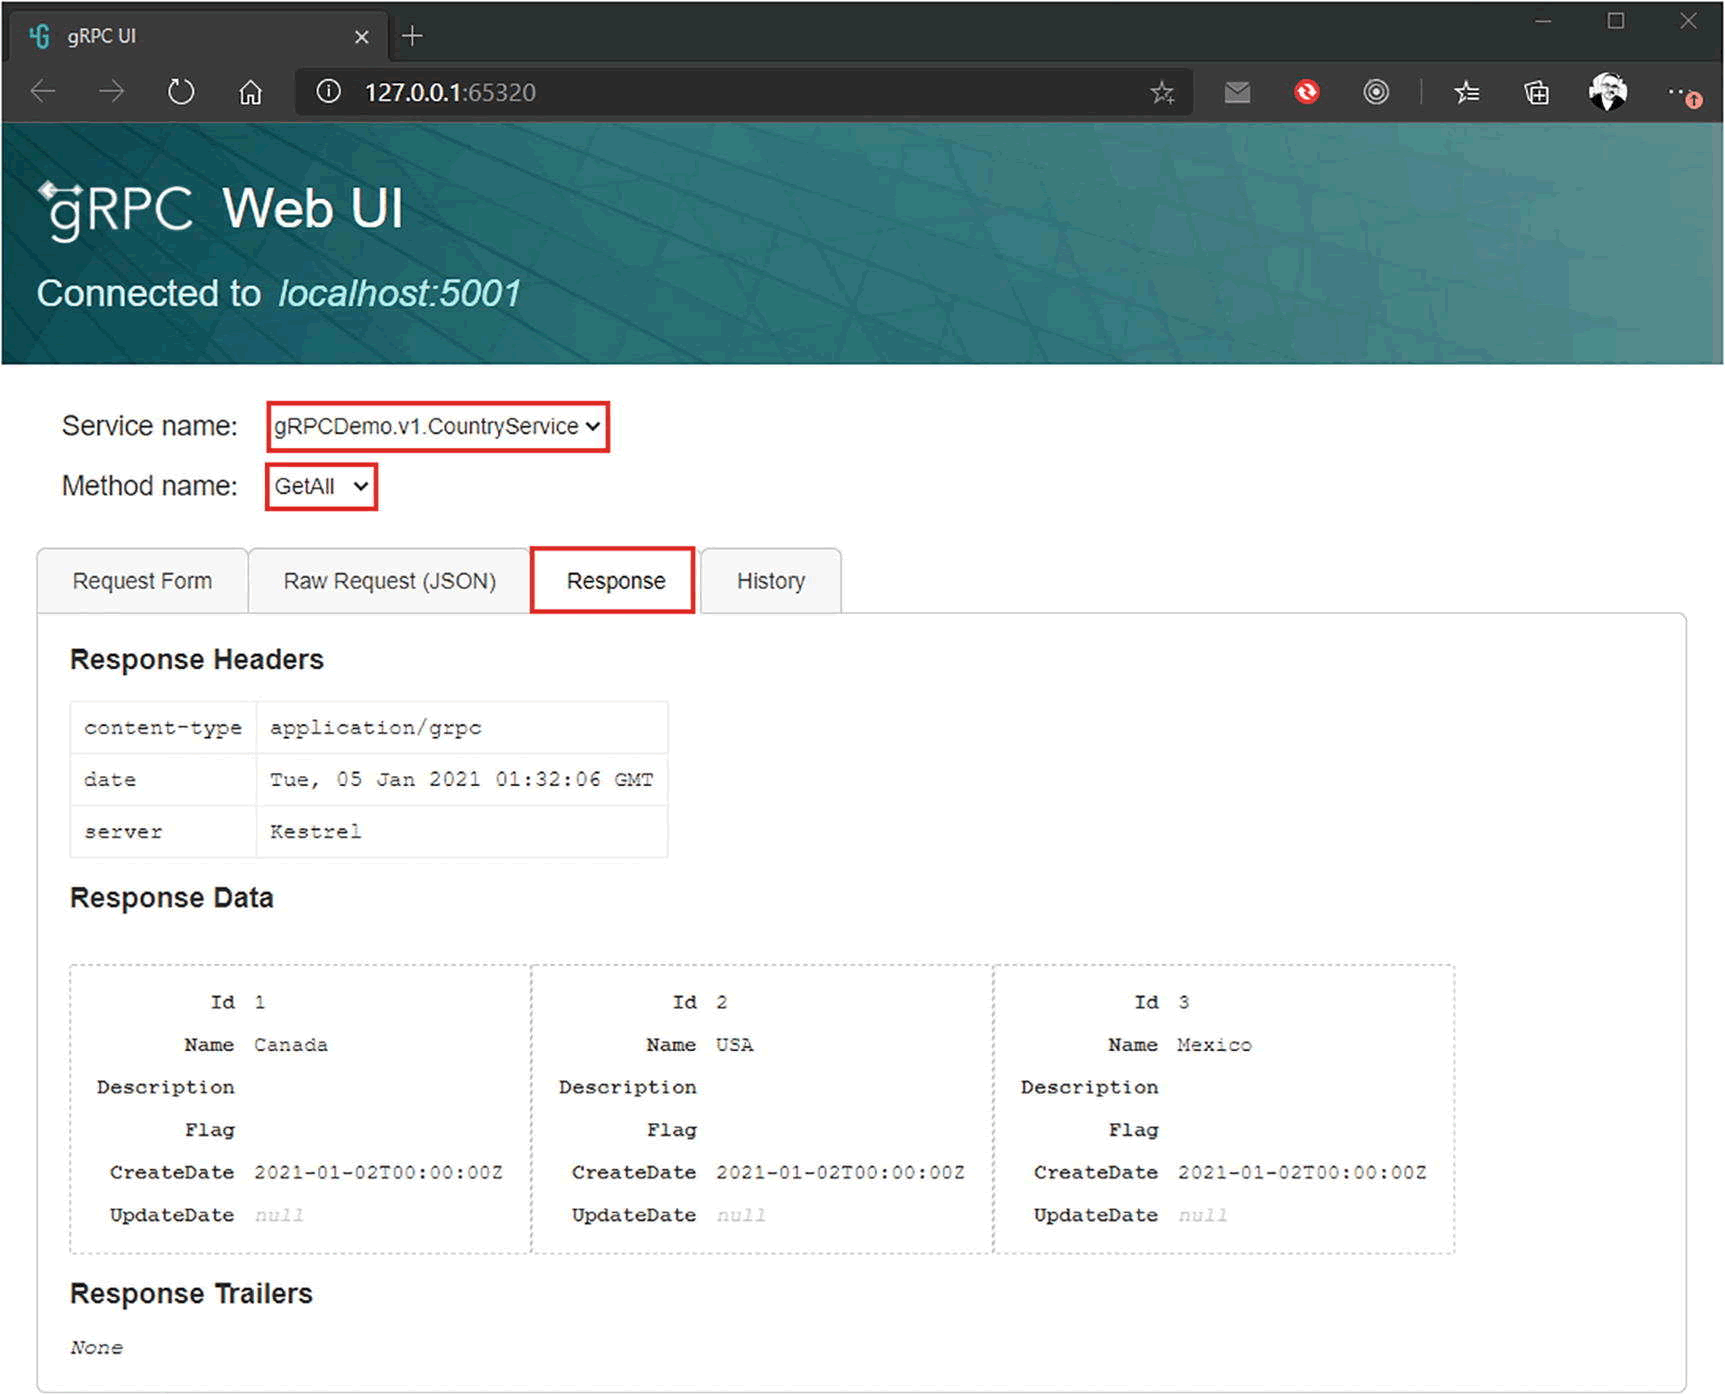 gRPC UI
127.0.0.1:65320
gRPC Web UI
Connected to localhost:5001
Service name: gRPCDemo.v1.CountryService
Method name: GetAll
Request Form Raw Request (JSON) Response History
Response Headers
content-type application/grpc
date Tue, 05 Jan 2021 01:32:06 GMT
server Kestrel
Response Data
Id 1 Id 2 Id 3
Name Canada Name USA Name Mexico
Description Description Description
Flag Flag Flag
CreateDate 2021-01-02T00:00:00Z CreateDate 2021-01-02T00:00:00Z CreateDate 2021-01-02T00:00:00Z
UpdateDate null UpdateDate null UpdateDate null
Response Trailers
None